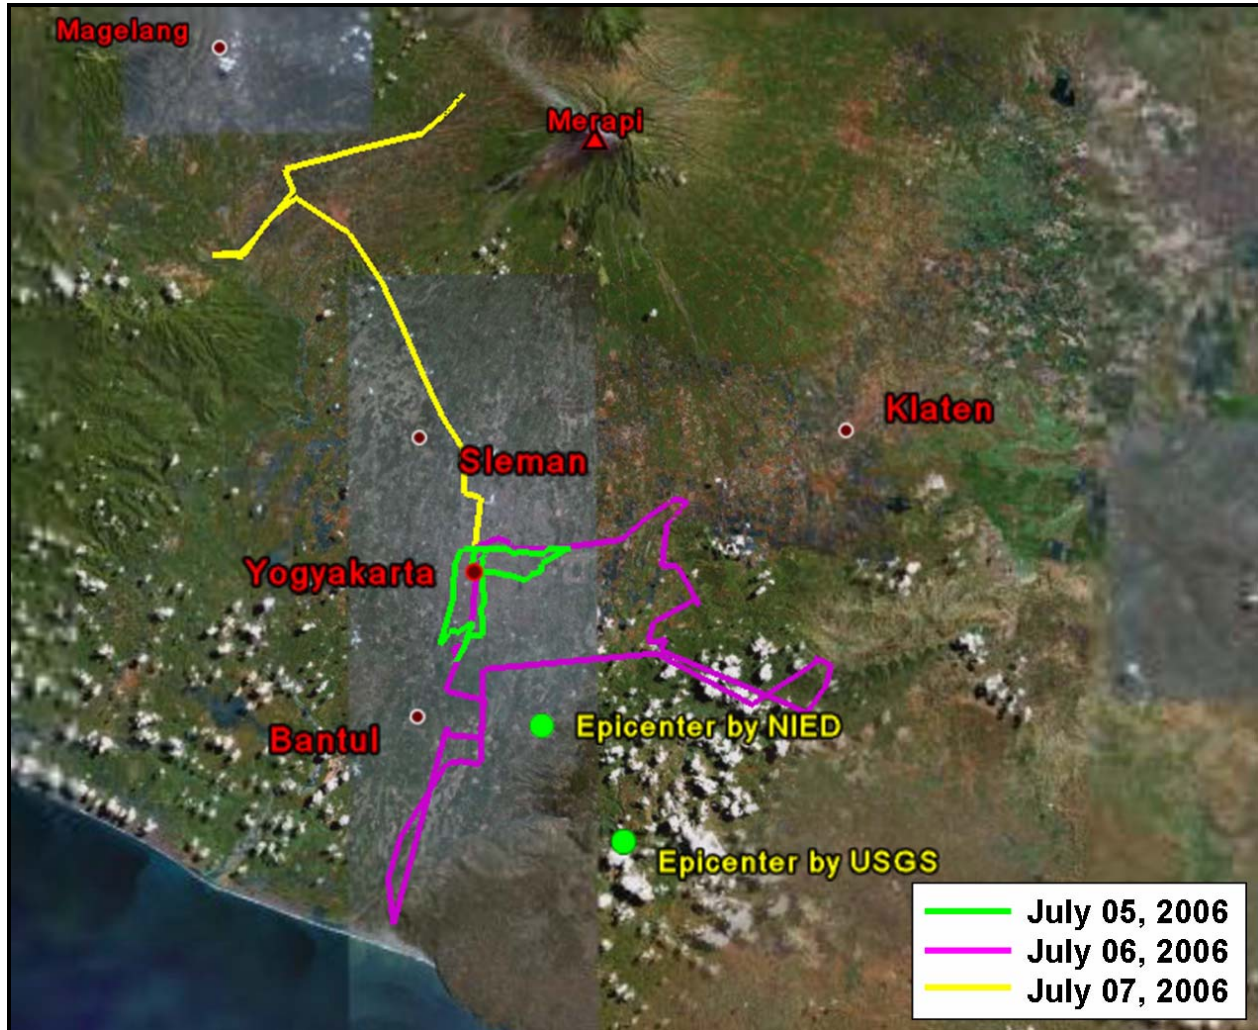 Magelang
Merapi
Klaten
Sleman
Yogyakarta
Bantul
Epicenter by NIED
Epicenter by USGS
July 05, 2006
July 06, 2006
July 07, 2006